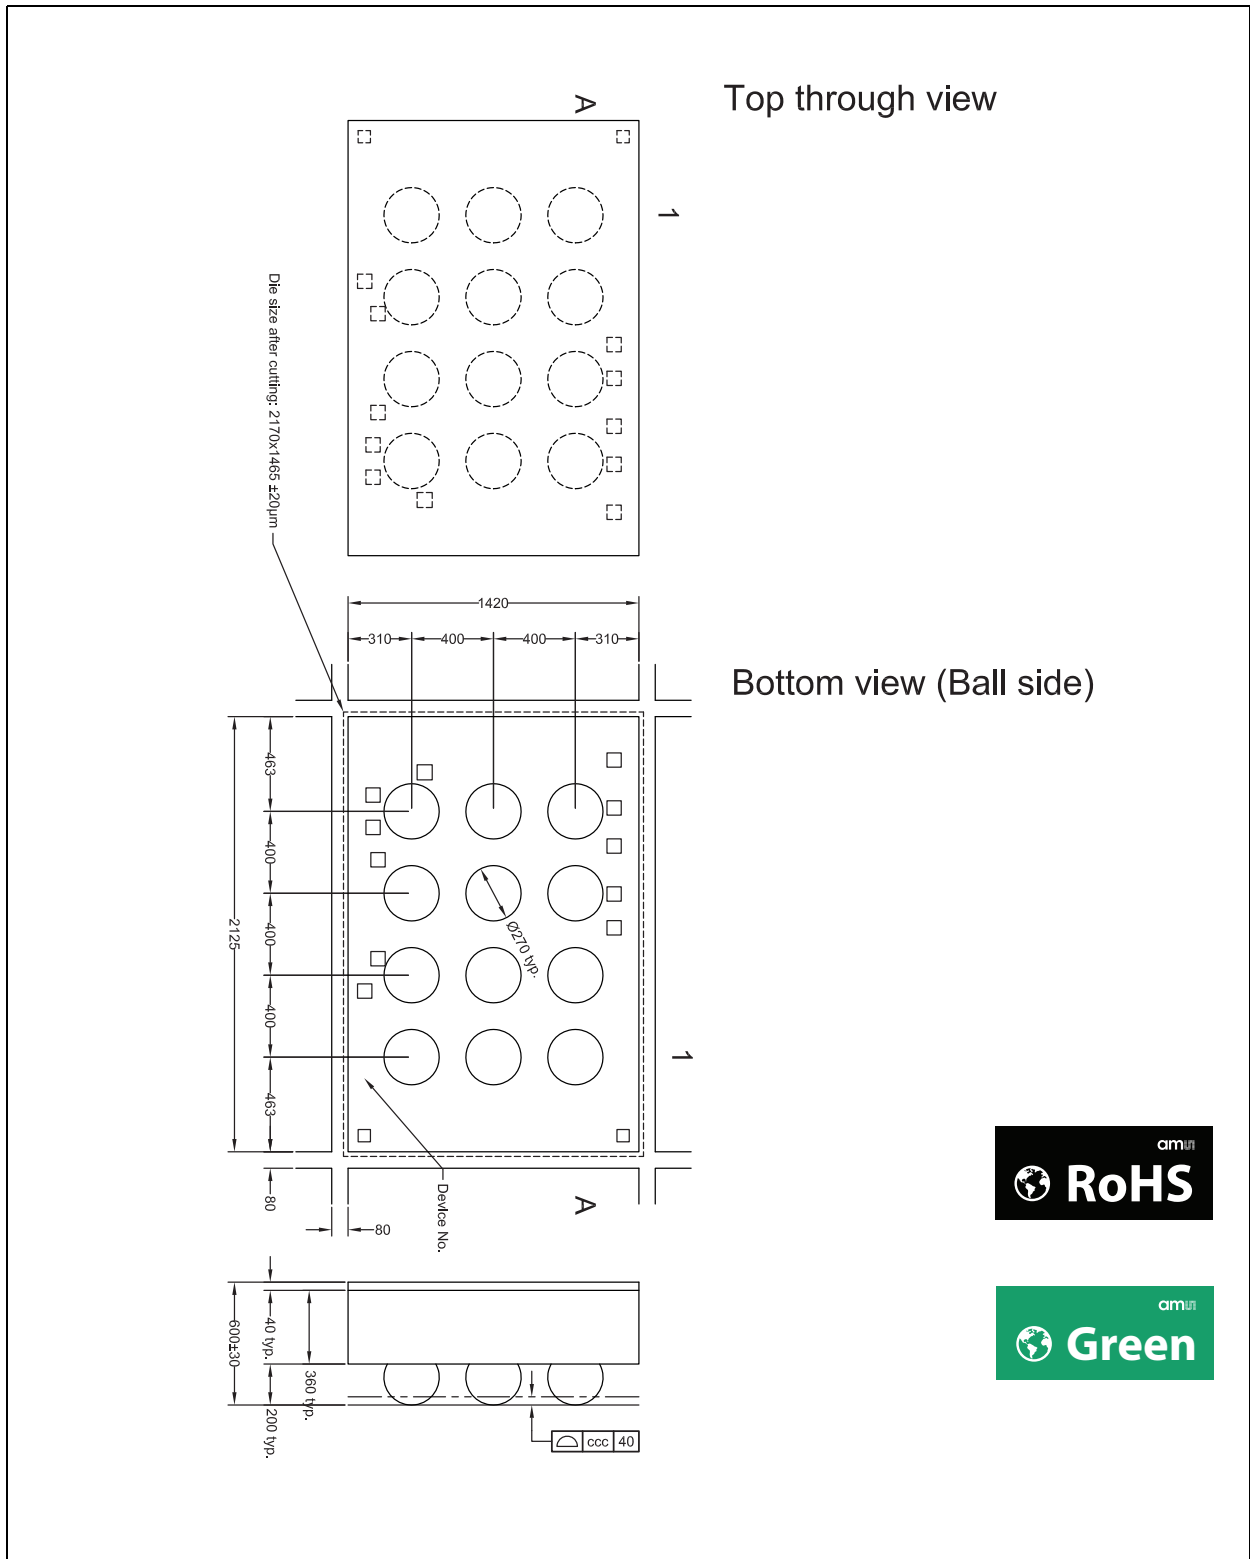 A
Top through view
1
Die size after cutting: 2170x1465 ±20µm
1420
310
400
400
310
Bottom view (Ball side)
463
400
400
400
463
2125
Ø270 typ.
1
80
80
Device No.
A
600±30
40 typ.
360 typ.
200 typ.
ccc 40
am
RoHS
am
Green